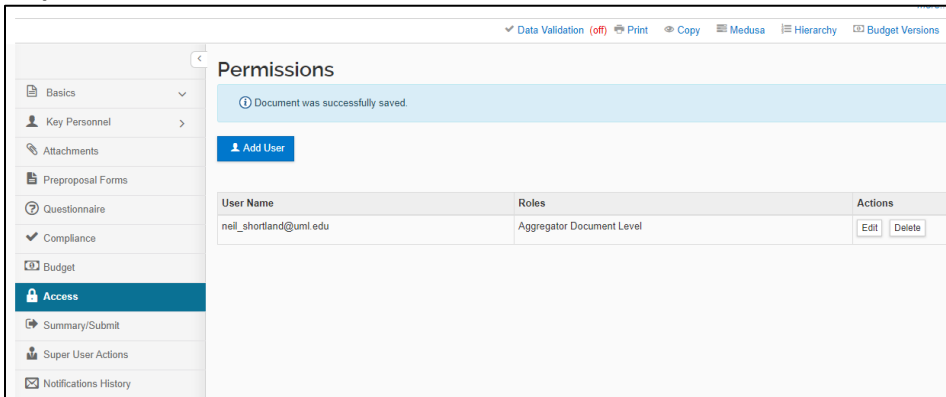 Data Validation (off) Print Copy Medusa Hierarchy Budget Versions
Permissions
Document was successfully saved.
Add User
User Name Roles Actions
neil_shortland@uml.edu Aggregator Document Level Edit Delete
Basics
Key Personnel
Attachments
Preproposal Forms
Questionnaire
Compliance
Budget
Access
Summary/Submit
Super User Actions
Notifications History